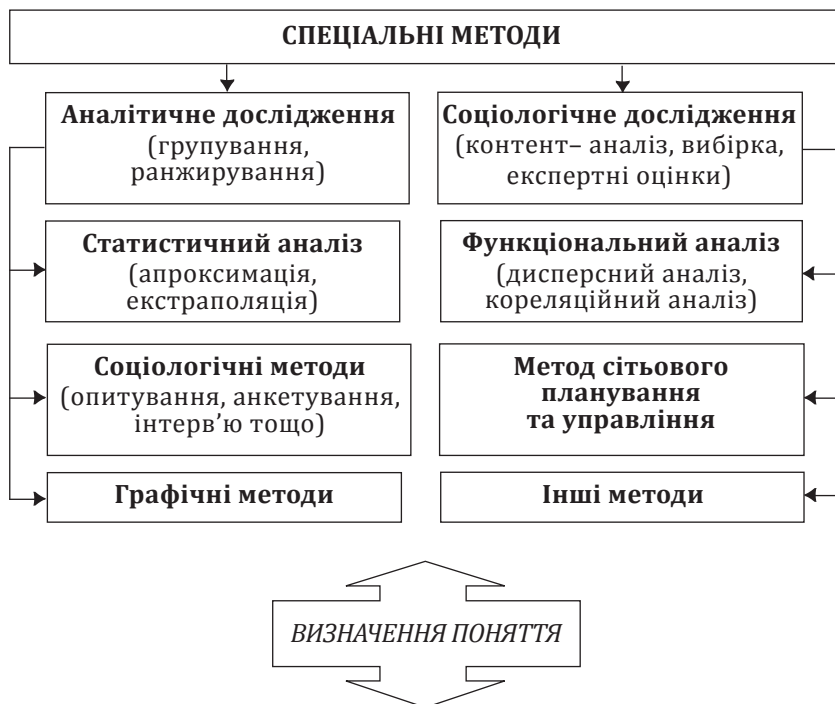 СПЕЦІАЛЬНІ МЕТОДИ
Аналітичне дослідження
(групування,
ранжирування)
Соціологічне дослідження
(контент– аналіз, вибірка,
експертні оцінки)
Статистичний аналіз
(апроксимація,
екстраполяція)
Функціональний аналіз
(дисперсний аналіз,
кореляційний аналіз)
Соціологічні методи
(опитування, анкетування,
інтерв’ю тощо)
Метод сітьового
планування
та управління
Графічні методи
Інші методи
ВИЗНАЧЕННЯ ПОНЯТТЯ